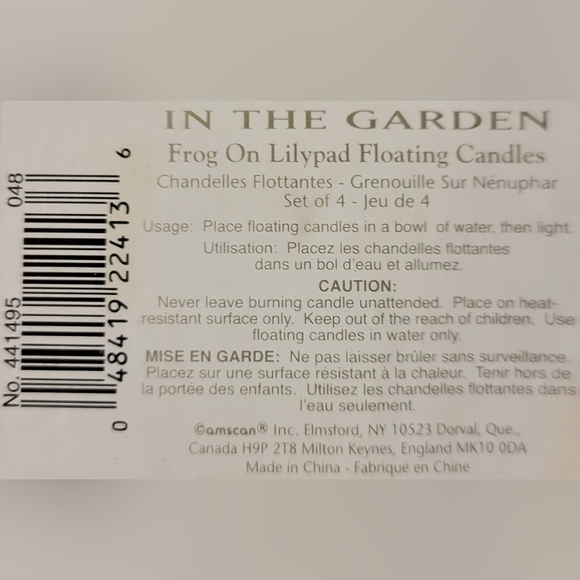 IN THE GARDEN
Frog On Lilypad Floating Candles
Chandelles Flottantes - Grenouille Sur Nénuphar
Set of 4 - Jeu de 4
Usage: Place floating candles in a bowl of water, then light.
Utilisation: Placez les chandelles flottantes
dans un bol d'eau et allumez.
CAUTION:
Never leave burning candle unattended. Place on heat-
resistant surface only. Keep out of the reach of children. Use
floating candles in water only.
MISE EN GARDE: Ne pas laisser brûler sans surveillance.
Placez sur une surface résistant à la chaleur. Tenir hors de
la portée des enfants. Utilisez les chandelles flottantes dans
l'eau seulement.
©amscan® Inc. Elmsford, NY 10523 Dorval, Que.,
Canada H9P 2T8 Milton Keynes, England MK10 0DA
Made in China - Fabriqué en Chine
No. 441495 048
0 48419 22413 6